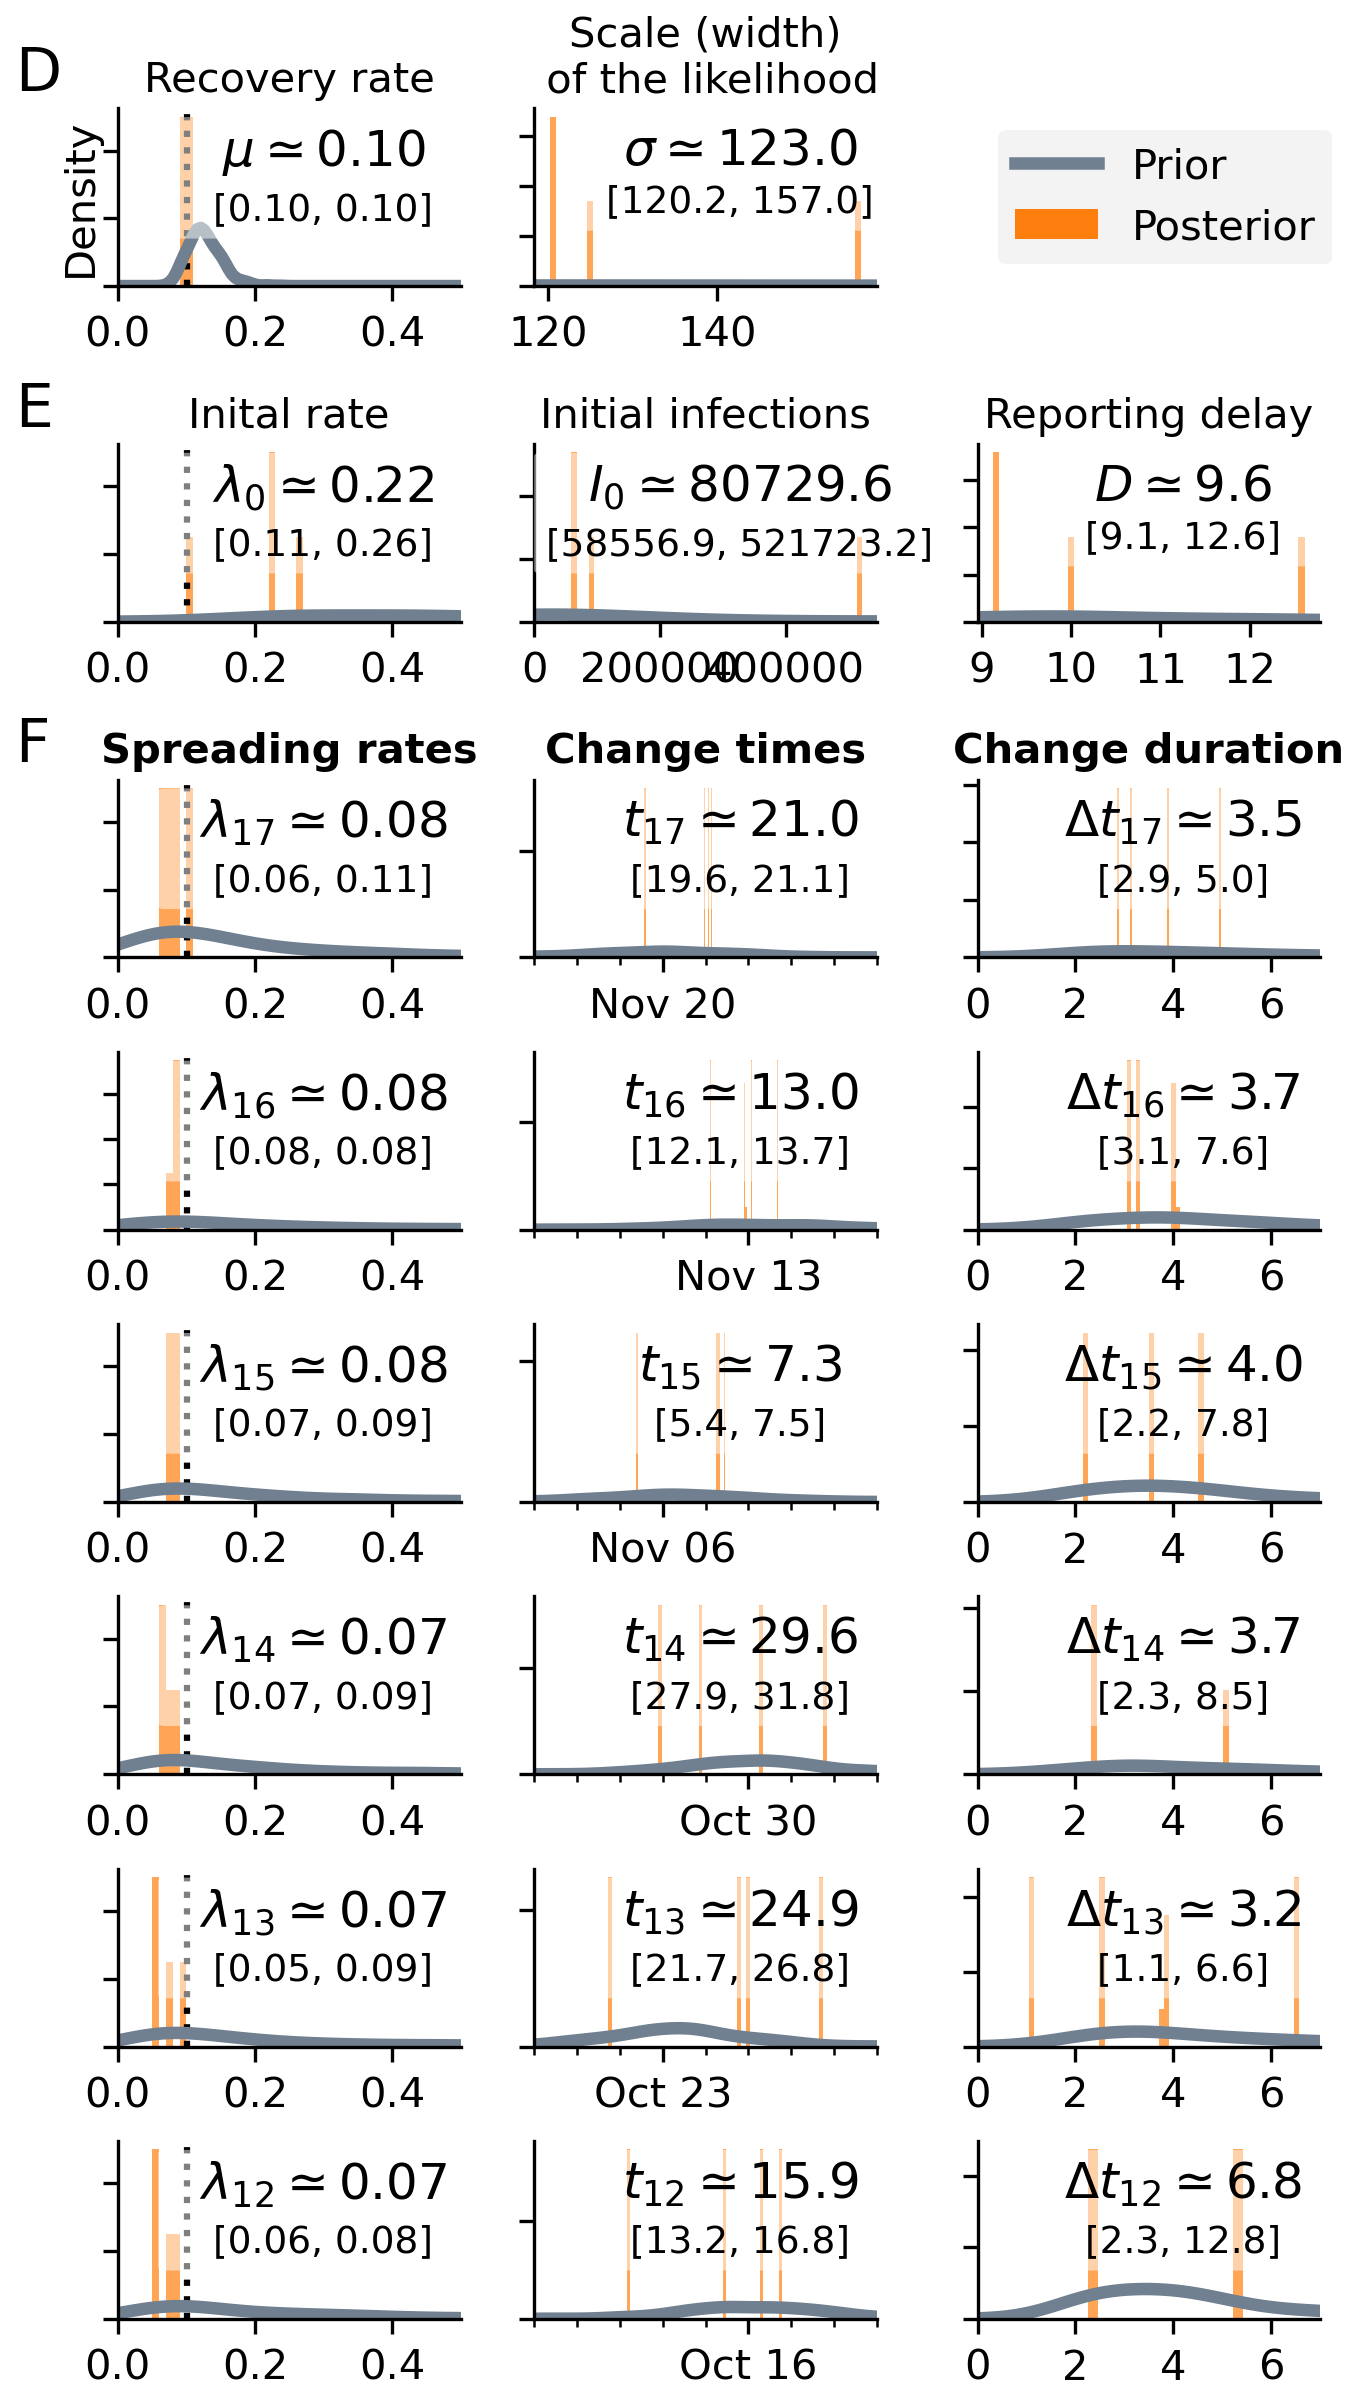 D
Recovery rate
Scale (width)
of the likelihood
Density
μ ≃ 0.10
[0.10, 0.10]
σ ≃ 123.0
[120.2, 157.0]
Prior
Posterior
0.0 0.2 0.4
120 140
E
Inital rate
Initial infections
Reporting delay
λ0 ≃ 0.22
[0.11, 0.26]
I0 ≃ 80729.6
[58556.9, 521723.2]
D ≃ 9.6
[9.1, 12.6]
0.0 0.2 0.4
0 200000 400000
9 10 11 12
F
Spreading rates
Change times
Change duration
λ17 ≃ 0.08
[0.06, 0.11]
t17 ≃ 21.0
[19.6, 21.1]
Δt17 ≃ 3.5
[2.9, 5.0]
0.0 0.2 0.4
Nov 20
0 2 4 6
λ16 ≃ 0.08
[0.08, 0.08]
t16 ≃ 13.0
[12.1, 13.7]
Δt16 ≃ 3.7
[3.1, 7.6]
0.0 0.2 0.4
Nov 13
0 2 4 6
λ15 ≃ 0.08
[0.07, 0.09]
t15 ≃ 7.3
[5.4, 7.5]
Δt15 ≃ 4.0
[2.2, 7.8]
0.0 0.2 0.4
Nov 06
0 2 4 6
λ14 ≃ 0.07
[0.07, 0.09]
t14 ≃ 29.6
[27.9, 31.8]
Δt14 ≃ 3.7
[2.3, 8.5]
0.0 0.2 0.4
Oct 30
0 2 4 6
λ13 ≃ 0.07
[0.05, 0.09]
t13 ≃ 24.9
[21.7, 26.8]
Δt13 ≃ 3.2
[1.1, 6.6]
0.0 0.2 0.4
Oct 23
0 2 4 6
λ12 ≃ 0.07
[0.06, 0.08]
t12 ≃ 15.9
[13.2, 16.8]
Δt12 ≃ 6.8
[2.3, 12.8]
0.0 0.2 0.4
Oct 16
0 2 4 6